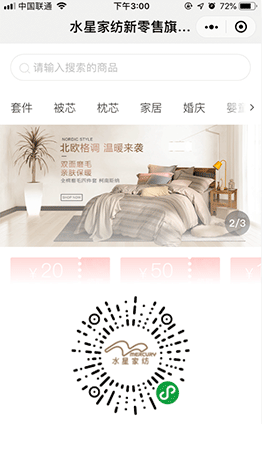 中国联通
下午3:00
72%
水星家纺新零售旗...
请输入搜索的商品
套件 被芯 枕芯 家居 婚庆 婴
NORDIC STYLE
北欧格调 温暖来袭
双面磨毛
亲肤保暖
SHOP NOW
2/3
¥20 ¥50 ¥10
MERCURY
水星家纺